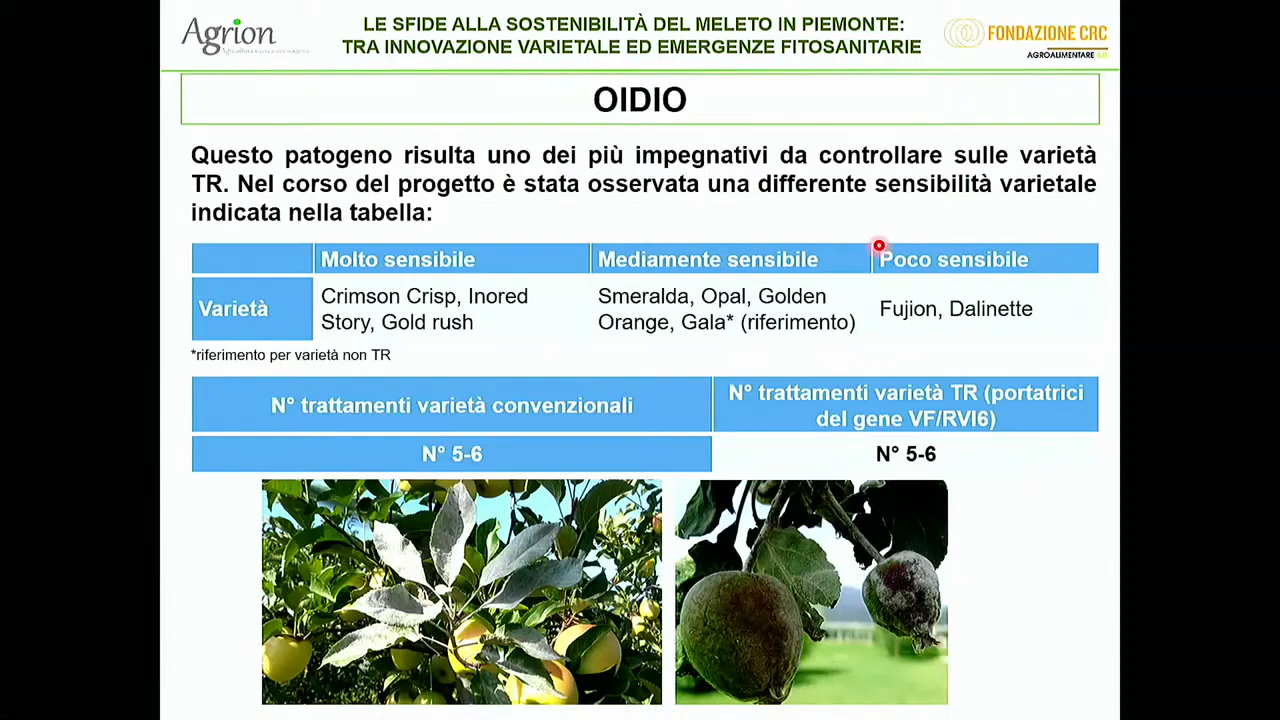 Agrion
LE SFIDE ALLA SOSTENIBILITÀ DEL MELETO IN PIEMONTE:
TRA INNOVAZIONE VARIETALE ED EMERGENZE FITOSANITARIE
FONDAZIONE CRC
AGROALIMENTARE 4.0
OIDIO
Questo patogeno risulta uno dei più impegnativi da controllare sulle varietà
TR. Nel corso del progetto è stata osservata una differente sensibilità varietale
indicata nella tabella:
Molto sensibile
Mediamente sensibile
Poco sensibile
Varietà
Crimson Crisp, Inored
Story, Gold rush
Smeralda, Opal, Golden
Orange, Gala* (riferimento)
Fujion, Dalinette
*riferimento per varietà non TR
N° trattamenti varietà convenzionali
N° trattamenti varietà TR (portatrici
del gene VF/RVI6)
N° 5-6
N° 5-6